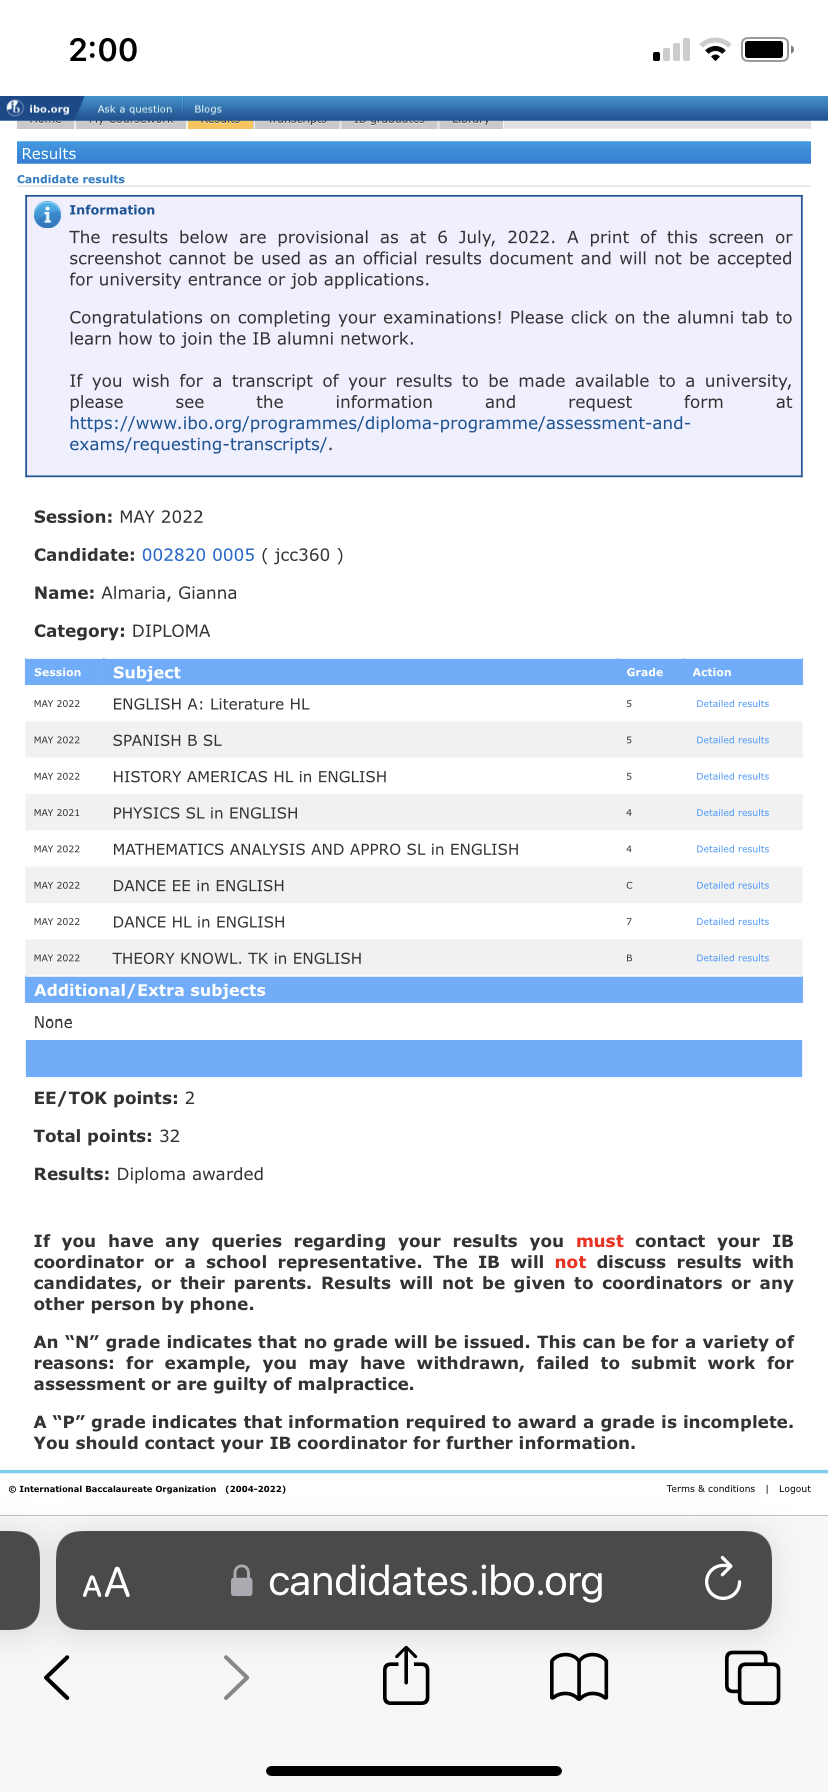 2:00
ibo.org Ask a question Blogs
Home My Coursework Results Transcripts IB graduates Library
Results
Candidate results
Information
The results below are provisional as at 6 July, 2022. A print of this screen or
screenshot cannot be used as an official results document and will not be accepted
for university entrance or job applications.
Congratulations on completing your examinations! Please click on the alumni tab to
learn how to join the IB alumni network.
If you wish for a transcript of your results to be made available to a university,
please see the information and request form at
https://www.ibo.org/programmes/diploma-programme/assessment-and-
exams/requesting-transcripts/.
Session: MAY 2022
Candidate: 002820 0005 ( jcc360 )
Name: Almaria, Gianna
Category: DIPLOMA
Session Subject Grade Action
MAY 2022 ENGLISH A: Literature HL 5 Detailed results
MAY 2022 SPANISH B SL 5 Detailed results
MAY 2022 HISTORY AMERICAS HL in ENGLISH 5 Detailed results
MAY 2021 PHYSICS SL in ENGLISH 4 Detailed results
MAY 2022 MATHEMATICS ANALYSIS AND APPRO SL in ENGLISH 4 Detailed results
MAY 2022 DANCE EE in ENGLISH C Detailed results
MAY 2022 DANCE HL in ENGLISH 7 Detailed results
MAY 2022 THEORY KNOWL. TK in ENGLISH B Detailed results
Additional/Extra subjects
None
EE/TOK points: 2
Total points: 32
Results: Diploma awarded
If you have any queries regarding your results you must contact your IB
coordinator or a school representative. The IB will not discuss results with
candidates, or their parents. Results will not be given to coordinators or any
other person by phone.
An “N” grade indicates that no grade will be issued. This can be for a variety of
reasons: for example, you may have withdrawn, failed to submit work for
assessment or are guilty of malpractice.
A “P” grade indicates that information required to award a grade is incomplete.
You should contact your IB coordinator for further information.
© International Baccalaureate Organization (2004-2022) Terms & conditions | Logout
AA candidates.ibo.org